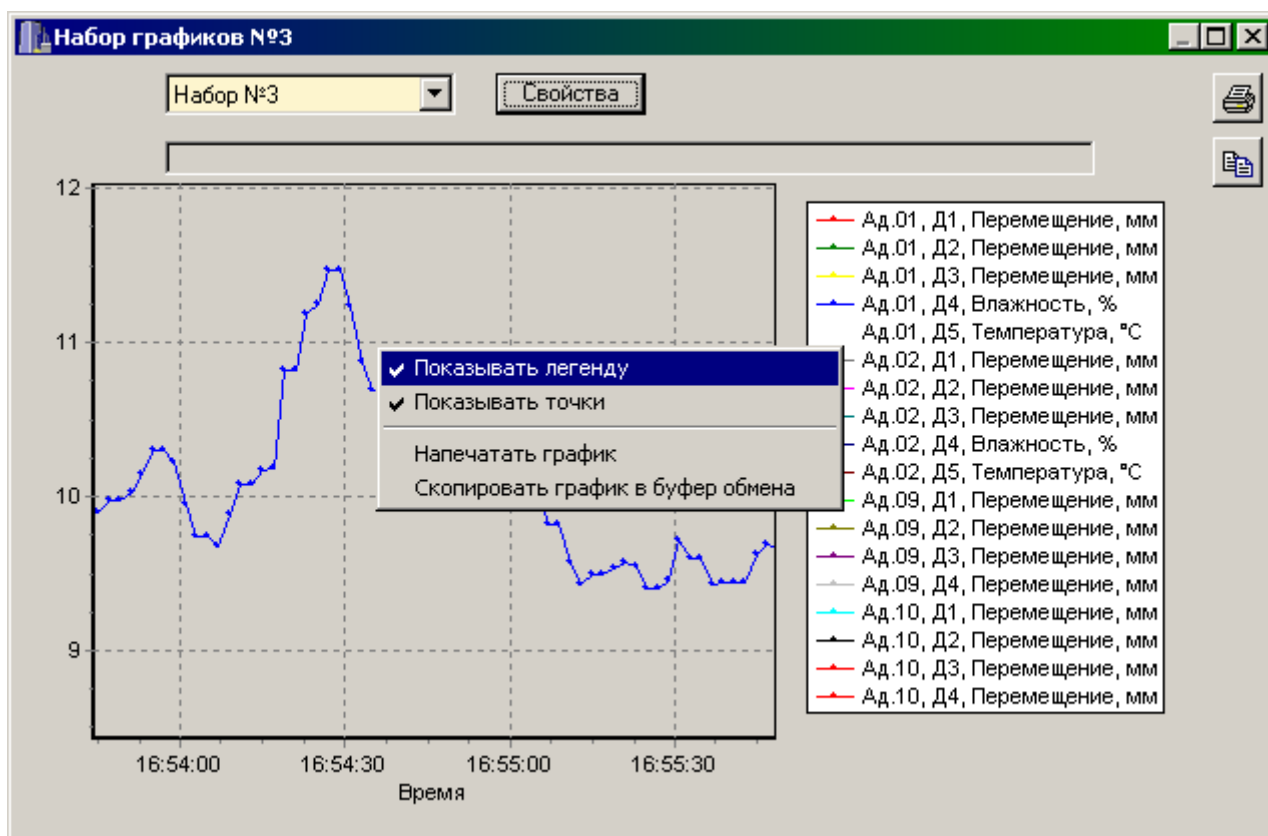 Набор графиков №3
Набор №3
Свойства
12
11
10
9
16:54:00
16:54:30
16:55:00
16:55:30
Время
Показывать легенду
Показывать точки
Напечатать график
Скопировать график в буфер обмена
Ад.01, Д1, Перемещение, мм
Ад.01, Д2, Перемещение, мм
Ад.01, Д3, Перемещение, мм
Ад.01, Д4, Влажность, %
Ад.01, Д5, Температура, °C
Ад.02, Д1, Перемещение, мм
Ад.02, Д2, Перемещение, мм
Ад.02, Д3, Перемещение, мм
Ад.02, Д4, Влажность, %
Ад.02, Д5, Температура, °C
Ад.09, Д1, Перемещение, мм
Ад.09, Д2, Перемещение, мм
Ад.09, Д3, Перемещение, мм
Ад.09, Д4, Перемещение, мм
Ад.10, Д1, Перемещение, мм
Ад.10, Д2, Перемещение, мм
Ад.10, Д3, Перемещение, мм
Ад.10, Д4, Перемещение, мм